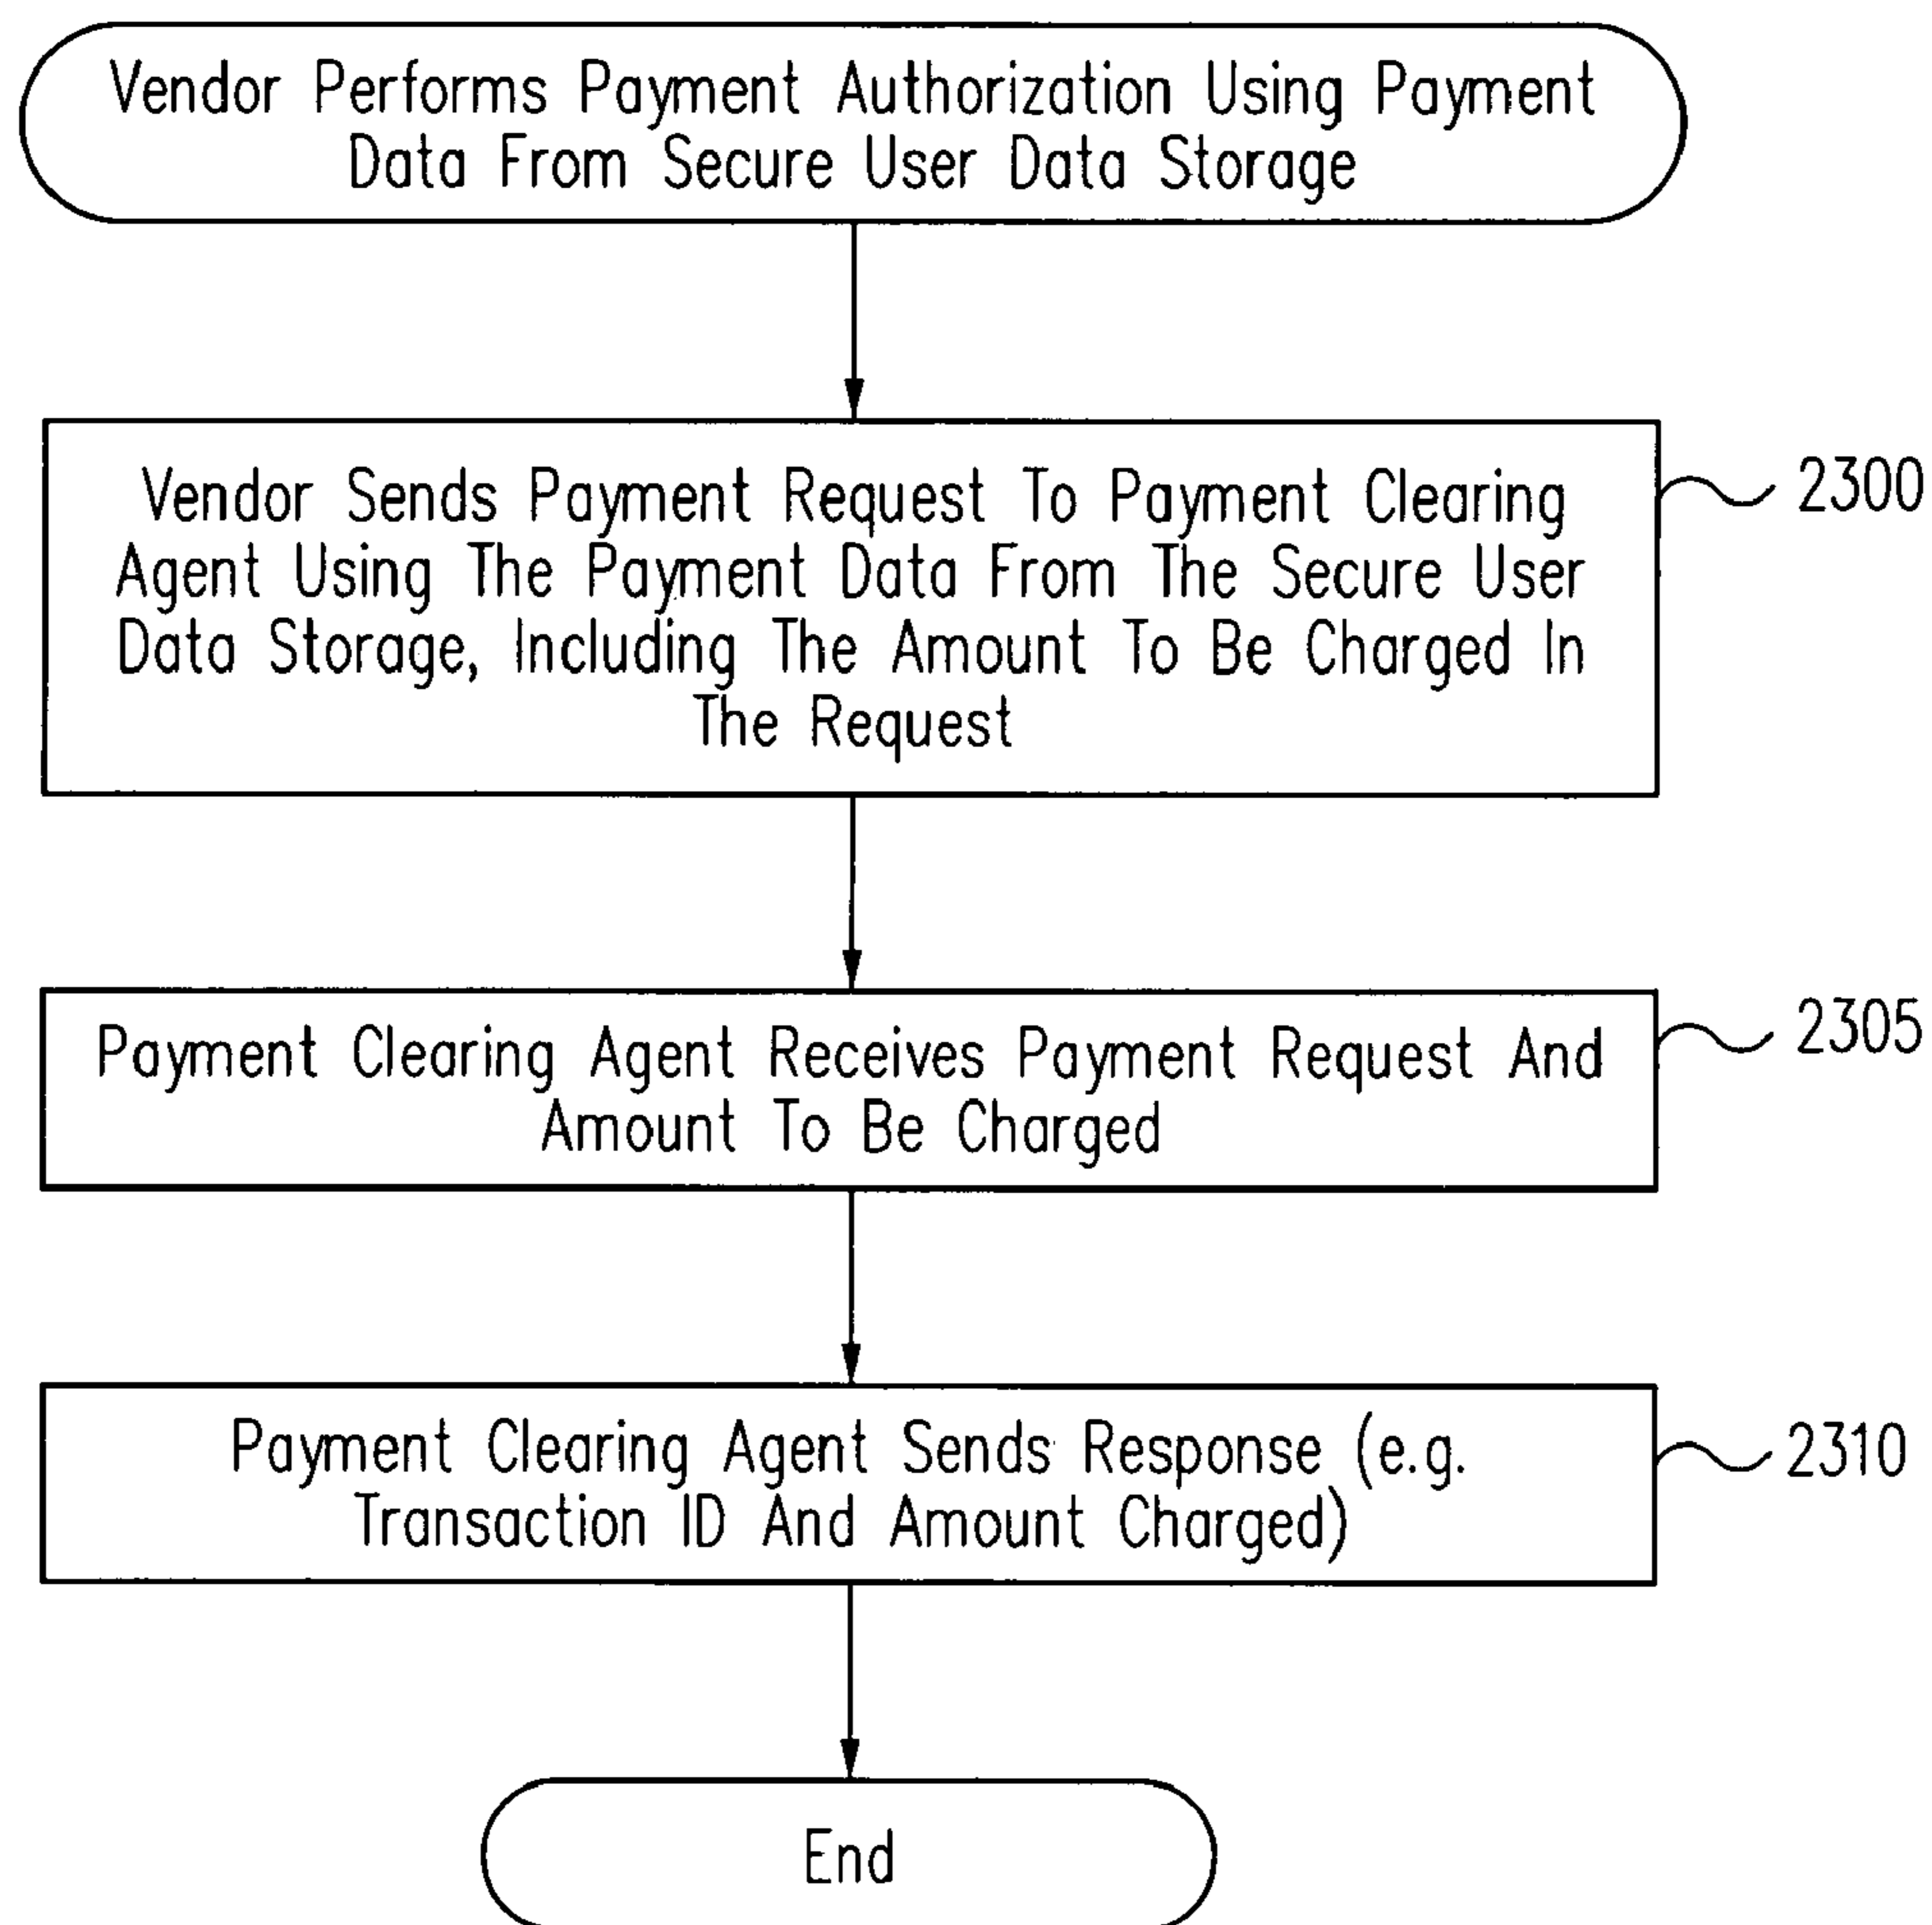 Vendor Performs Payment Authorization Using Payment
Data From Secure User Data Storage
Vendor Sends Payment Request To Payment Clearing
Agent Using The Payment Data From The Secure User
Data Storage, Including The Amount To Be Charged In
The Request
2300
Payment Clearing Agent Receives Payment Request And
Amount To Be Charged
2305
Payment Clearing Agent Sends Response (e.g.
Transaction ID And Amount Charged)
2310
End